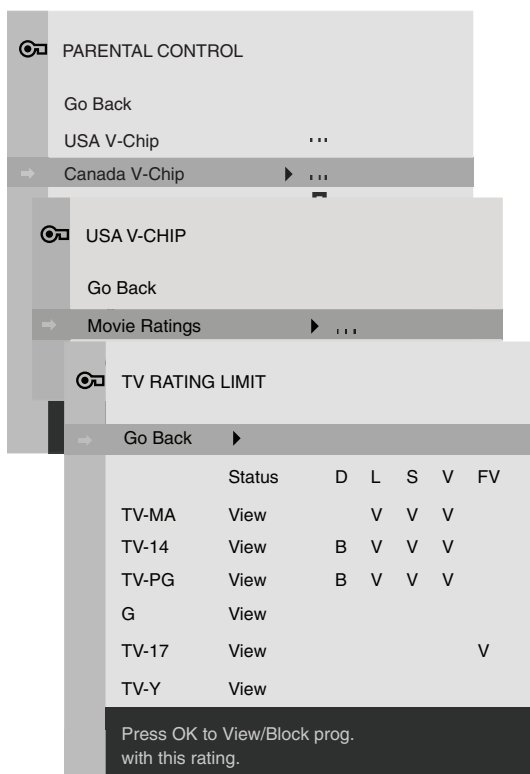 PARENTAL CONTROL
Go Back
USA V-Chip ...
Canada V-Chip ...
USA V-CHIP
Go Back
Movie Ratings ...
TV RATING LIMIT
Go Back
Status D L S V FV
TV-MA View V V V
TV-14 View B V V V
TV-PG View B V V V
G View
TV-17 View V
TV-Y View
Press OK to View/Block prog.
with this rating.